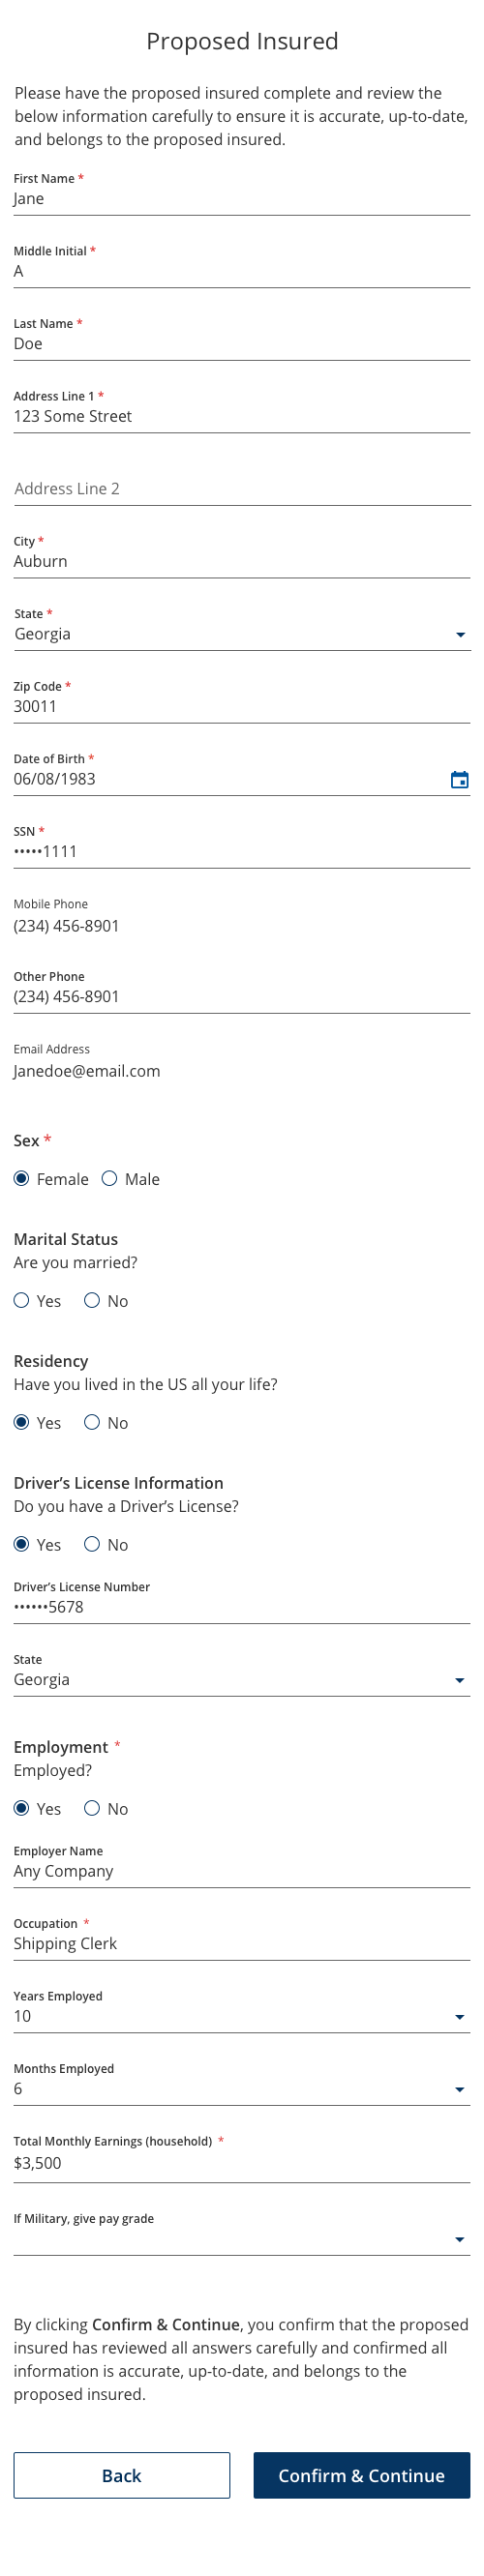 Proposed Insured
Please have the proposed insured complete and review the
below information carefully to ensure it is accurate, up-to-date,
and belongs to the proposed insured.
First Name *
Jane
Middle Initial *
A
Last Name *
Doe
Address Line 1 *
123 Some Street
Address Line 2
City *
Auburn
State *
Georgia
Zip Code *
30011
Date of Birth *
06/08/1983
SSN *
•••••1111
Mobile Phone
(234) 456-8901
Other Phone
(234) 456-8901
Email Address
Janedoe@email.com
Sex *
Female Male
Marital Status
Are you married?
Yes No
Residency
Have you lived in the US all your life?
Yes No
Driver’s License Information
Do you have a Driver’s License?
Yes No
Driver’s License Number
••••••5678
State
Georgia
Employment *
Employed?
Yes No
Employer Name
Any Company
Occupation *
Shipping Clerk
Years Employed
10
Months Employed
6
Total Monthly Earnings (household) *
$3,500
If Military, give pay grade
By clicking Confirm & Continue, you confirm that the proposed
insured has reviewed all answers carefully and confirmed all
information is accurate, up-to-date, and belongs to the
proposed insured.
Back Confirm & Continue